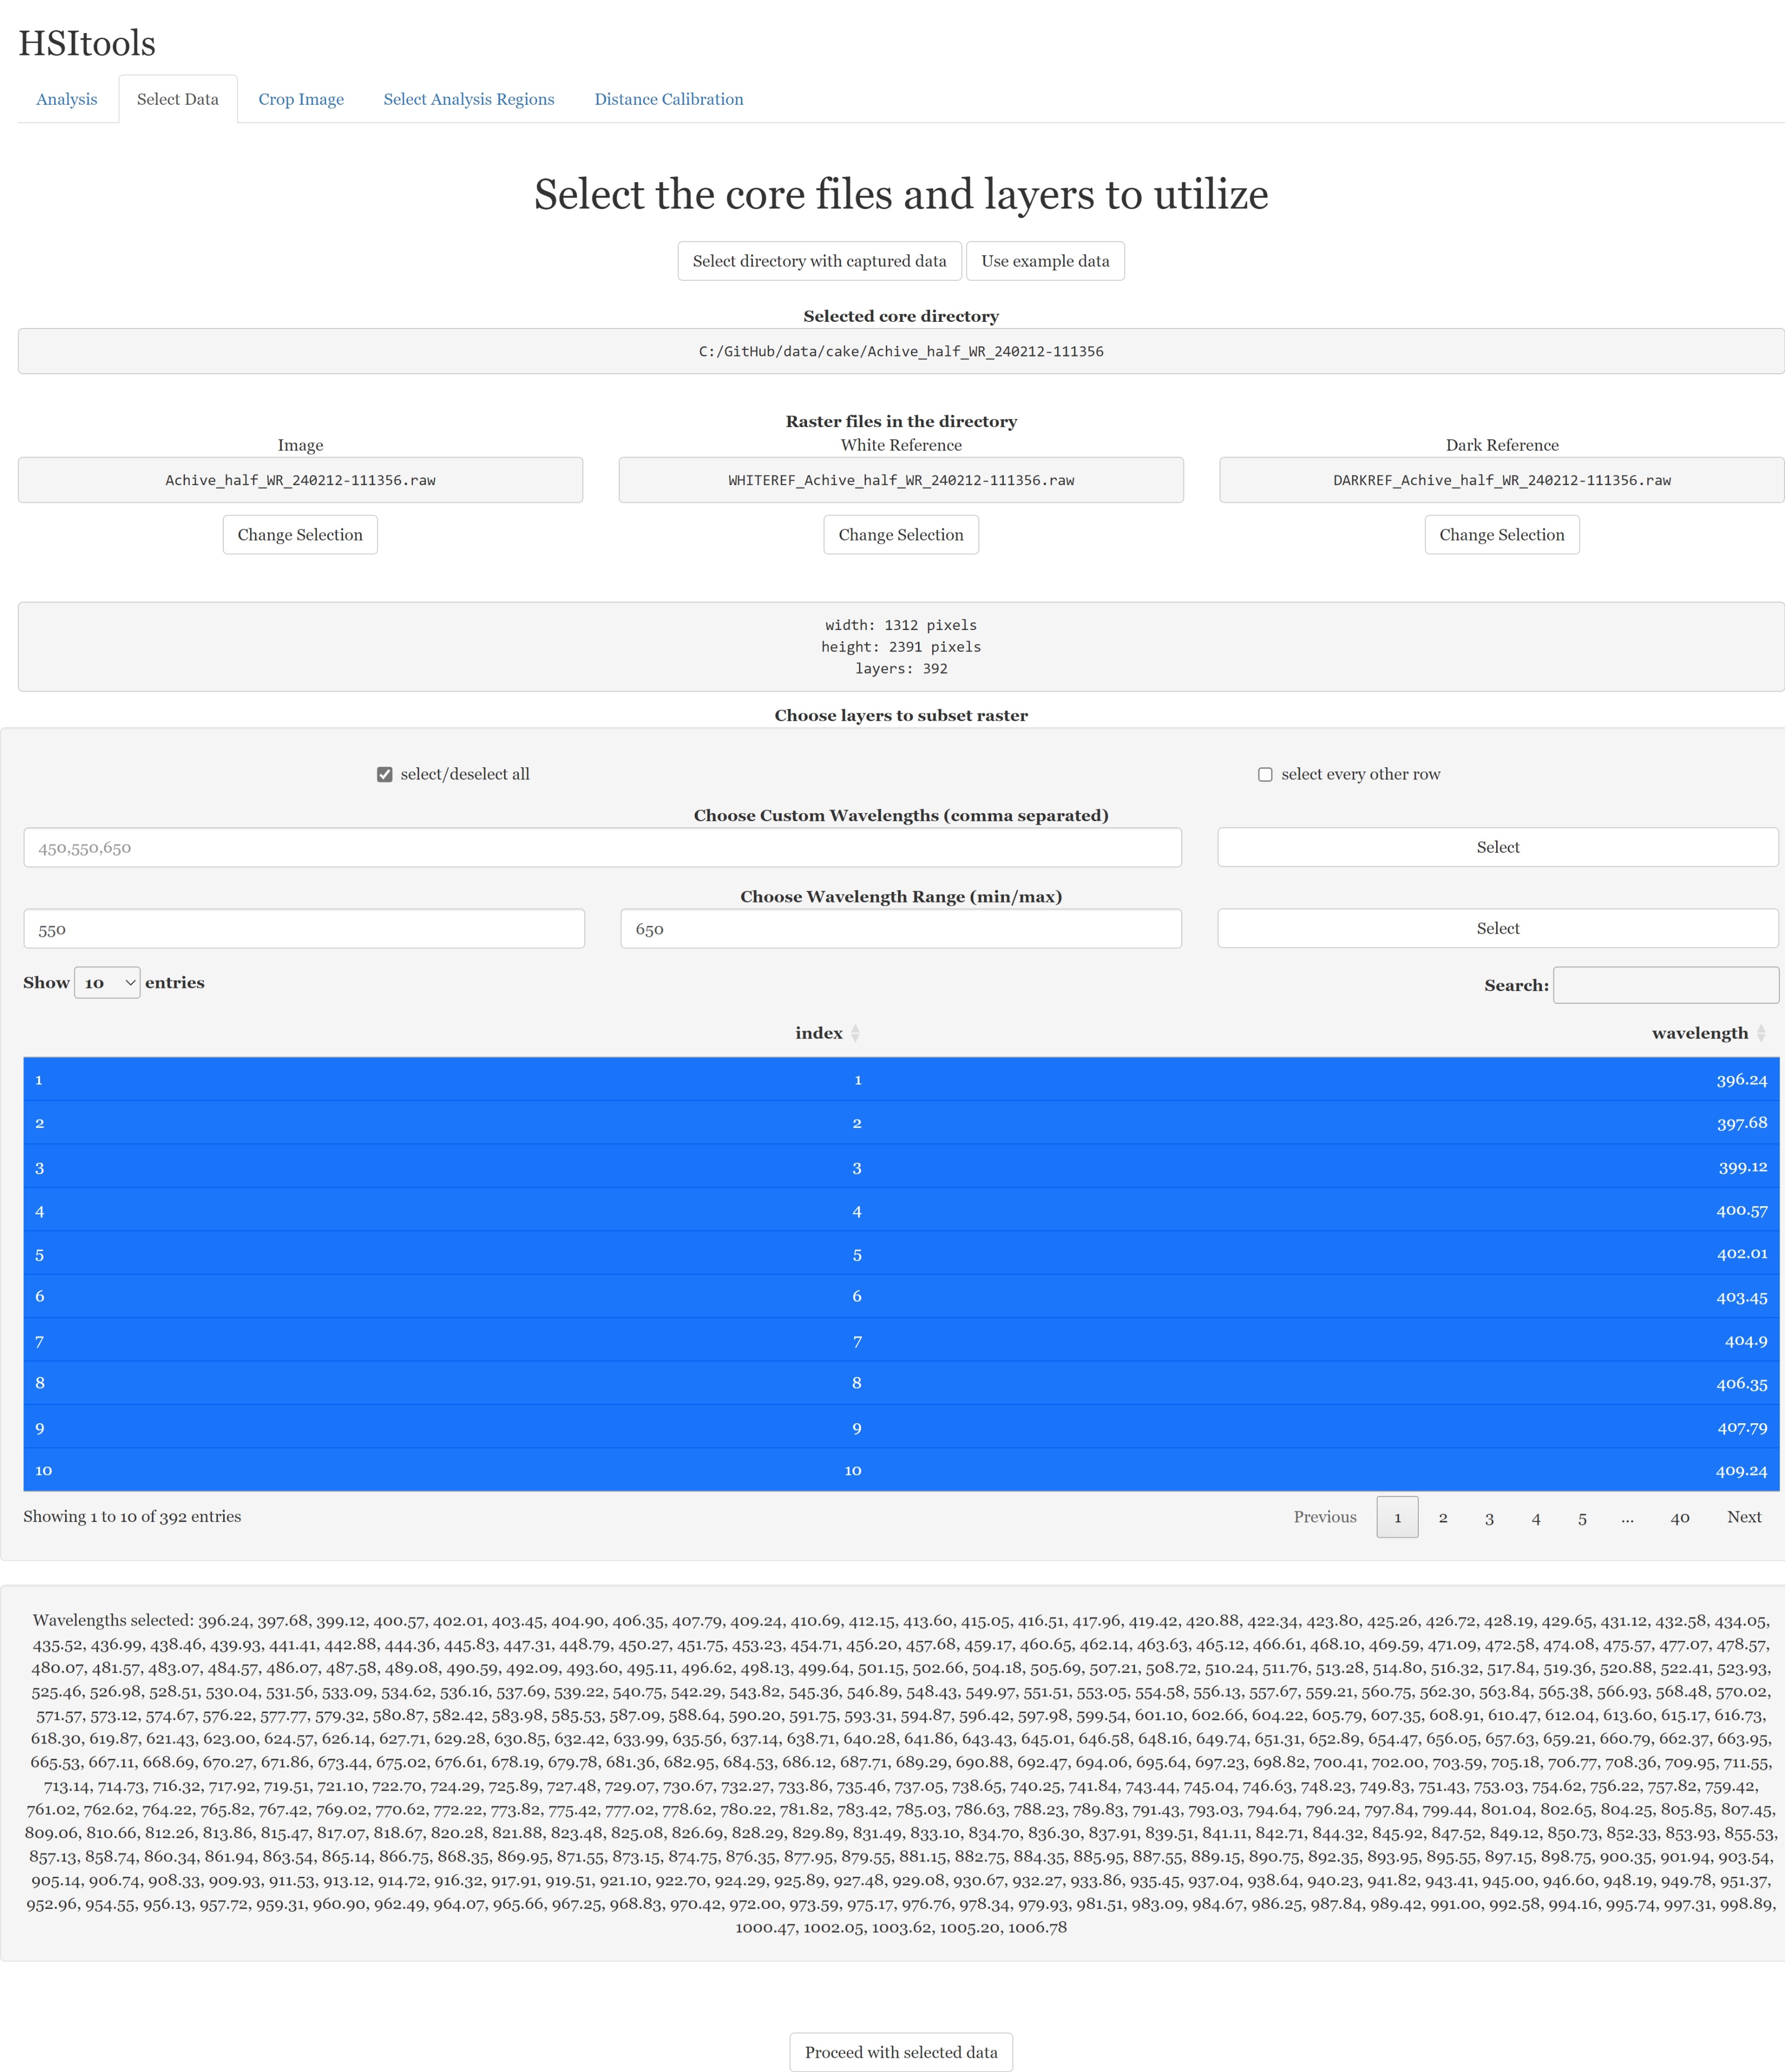 HSItools
Analysis Select Data Crop Image Select Analysis Regions Distance Calibration
Select the core files and layers to utilize
Select directory with captured data Use example data
Selected core directory
C:/GitHub/data/cake/Achive_half_WR_240212-111356
Raster files in the directory
Image White Reference Dark Reference
Achive_half_WR_240212-111356.raw WHITEREF_Achive_half_WR_240212-111356.raw DARKREF_Achive_half_WR_240212-111356.raw
Change Selection Change Selection Change Selection
width: 1312 pixels
height: 2391 pixels
layers: 392
Choose layers to subset raster
select/deselect all select every other row
Choose Custom Wavelengths (comma separated)
450,550,650 Select
Choose Wavelength Range (min/max)
550 650 Select
Show 10 entries Search:
index wavelength
1 1 396.24
2 2 397.68
3 3 399.12
4 4 400.57
5 5 402.01
6 6 403.45
7 7 404.9
8 8 406.35
9 9 407.79
10 10 409.24
Showing 1 to 10 of 392 entries Previous 1 2 3 4 5 ... 40 Next
Wavelengths selected: 396.24, 397.68, 399.12, 400.57, 402.01, 403.45, 404.90, 406.35, 407.79, 409.24, 410.69, 412.15, 413.60, 415.05, 416.51, 417.96, 419.42, 420.88, 422.34, 423.80, 425.26, 426.72, 428.19, 429.65, 431.12, 432.58, 434.05,
435.52, 436.99, 438.46, 439.93, 441.41, 442.88, 444.36, 445.83, 447.31, 448.79, 450.27, 451.75, 453.23, 454.71, 456.20, 457.68, 459.17, 460.65, 462.14, 463.63, 465.12, 466.61, 468.10, 469.59, 471.09, 472.58, 474.08, 475.57, 477.07, 478.57,
480.07, 481.57, 483.07, 484.57, 486.07, 487.58, 489.08, 490.59, 492.09, 493.60, 495.11, 496.62, 498.13, 499.64, 501.15, 502.66, 504.18, 505.69, 507.21, 508.72, 510.24, 511.76, 513.28, 514.80, 516.32, 517.84, 519.36, 520.88, 522.41, 523.93,
525.46, 526.98, 528.51, 530.04, 531.56, 533.09, 534.62, 536.16, 537.69, 539.22, 540.75, 542.29, 543.82, 545.36, 546.89, 548.43, 549.97, 551.51, 553.05, 554.58, 556.13, 557.67, 559.21, 560.75, 562.30, 563.84, 565.38, 566.93, 568.48, 570.02,
571.57, 573.12, 574.67, 576.22, 577.77, 579.32, 580.87, 582.42, 583.98, 585.53, 587.09, 588.64, 590.20, 591.75, 593.31, 594.87, 596.42, 597.98, 599.54, 601.10, 602.66, 604.22, 605.79, 607.35, 608.91, 610.47, 612.04, 613.60, 615.17, 616.73,
618.30, 619.87, 621.43, 623.00, 624.57, 626.14, 627.71, 629.28, 630.85, 632.42, 633.99, 635.56, 637.14, 638.71, 640.28, 641.86, 643.43, 645.01, 646.58, 648.16, 649.74, 651.31, 652.89, 654.47, 656.05, 657.63, 659.21, 660.79, 662.37, 663.95,
665.53, 667.11, 668.69, 670.27, 671.86, 673.44, 675.02, 676.61, 678.19, 679.78, 681.36, 682.95, 684.53, 686.12, 687.71, 689.29, 690.88, 692.47, 694.06, 695.64, 697.23, 698.82, 700.41, 702.00, 703.59, 705.18, 706.77, 708.36, 709.95, 711.55,
713.14, 714.73, 716.32, 717.92, 719.51, 721.10, 722.70, 724.29, 725.89, 727.48, 729.07, 730.67, 732.27, 733.86, 735.46, 737.05, 738.65, 740.25, 741.84, 743.44, 745.04, 746.63, 748.23, 749.83, 751.43, 753.03, 754.62, 756.22, 757.82, 759.42,
761.02, 762.62, 764.22, 765.82, 767.42, 769.02, 770.62, 772.22, 773.82, 775.42, 777.02, 778.62, 780.22, 781.82, 783.42, 785.03, 786.63, 788.23, 789.83, 791.43, 793.03, 794.64, 796.24, 797.84, 799.44, 801.04, 802.65, 804.25, 805.85, 807.45,
809.06, 810.66, 812.26, 813.86, 815.47, 817.07, 818.67, 820.28, 821.88, 823.48, 825.08, 826.69, 828.29, 829.89, 831.49, 833.10, 834.70, 836.30, 837.91, 839.51, 841.11, 842.71, 844.32, 845.92, 847.52, 849.12, 850.73, 852.33, 853.93, 855.53,
857.13, 858.74, 860.34, 861.94, 863.54, 865.14, 866.75, 868.35, 869.95, 871.55, 873.15, 874.75, 876.35, 877.95, 879.55, 881.15, 882.75, 884.35, 885.95, 887.55, 889.15, 890.75, 892.35, 893.95, 895.55, 897.15, 898.75, 900.35, 901.94, 903.54,
905.14, 906.74, 908.33, 909.93, 911.53, 913.12, 914.72, 916.32, 917.91, 919.51, 921.10, 922.70, 924.29, 925.89, 927.48, 929.08, 930.67, 932.27, 933.86, 935.45, 937.04, 938.64, 940.23, 941.82, 943.41, 945.00, 946.60, 948.19, 949.78, 951.37,
952.96, 954.55, 956.13, 957.72, 959.31, 960.90, 962.49, 964.07, 965.66, 967.25, 968.83, 970.42, 972.00, 973.59, 975.17, 976.76, 978.34, 979.93, 981.51, 983.09, 984.67, 986.25, 987.84, 989.42, 991.00, 992.58, 994.16, 995.74, 997.31, 998.89,
1000.47, 1002.05, 1003.62, 1005.20, 1006.78
Proceed with selected data